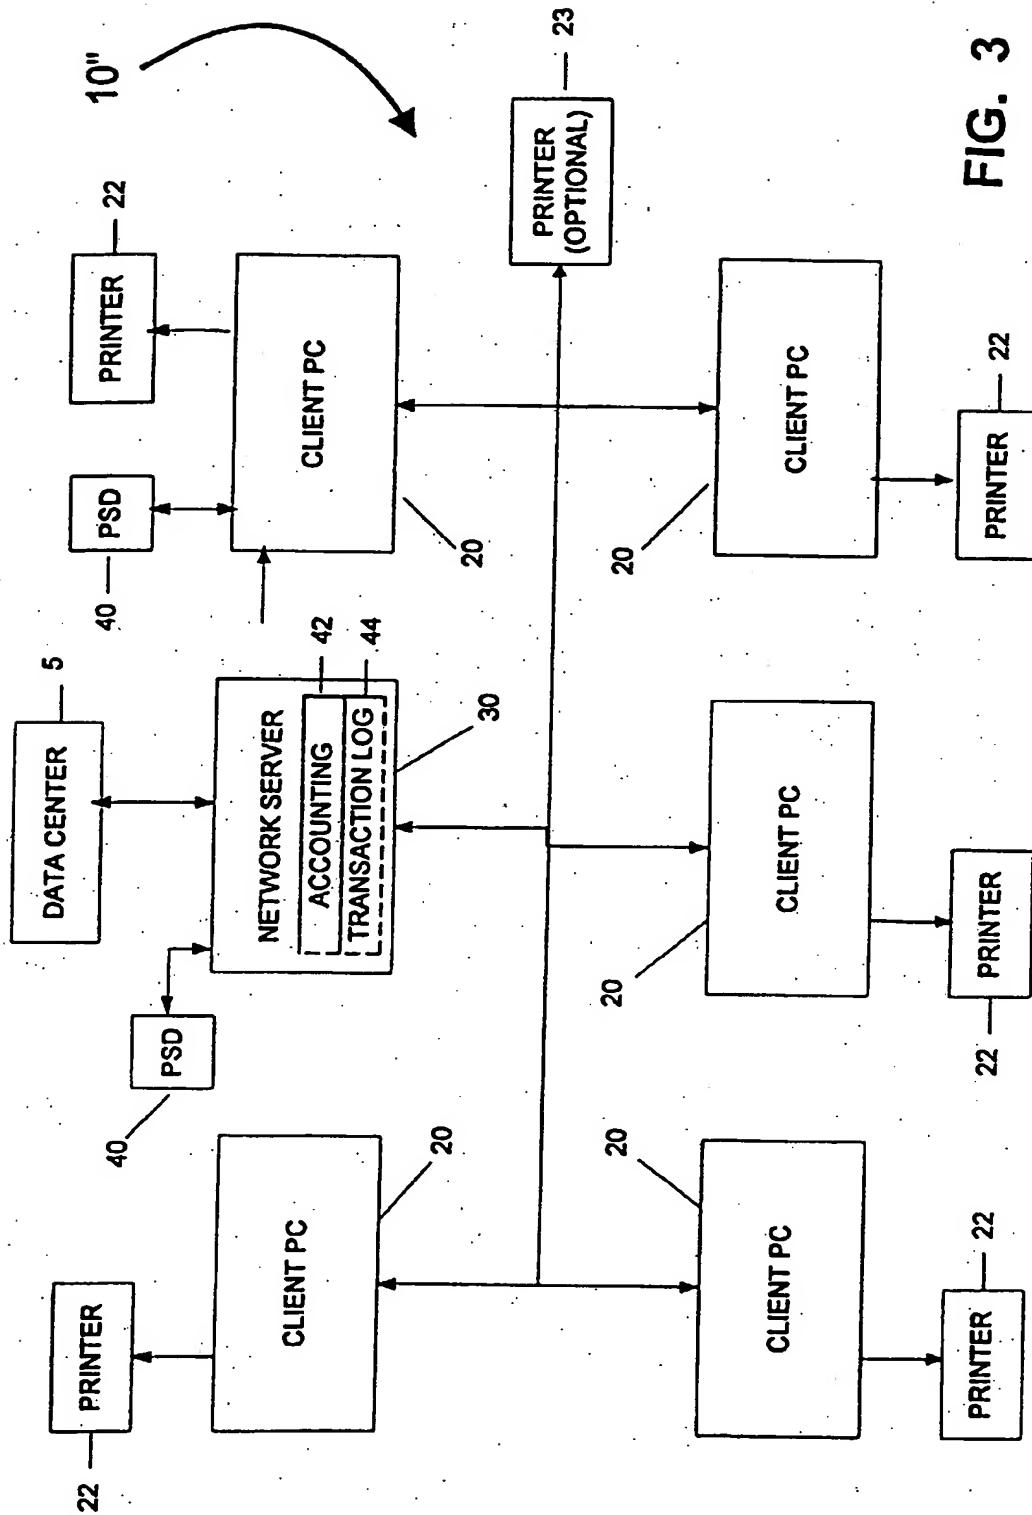 10"
DATA CENTER
5
PRINTER
22
PSD
40
NETWORK SERVER
ACCOUNTING
TRANSACTION LOG
42
44
30
PSD
40
PRINTER
22
CLIENT PC
20
CLIENT PC
20
PRINTER
(OPTIONAL)
23
20
CLIENT PC
20
CLIENT PC
20
CLIENT PC
PRINTER
22
PRINTER
22
PRINTER
22
FIG. 3